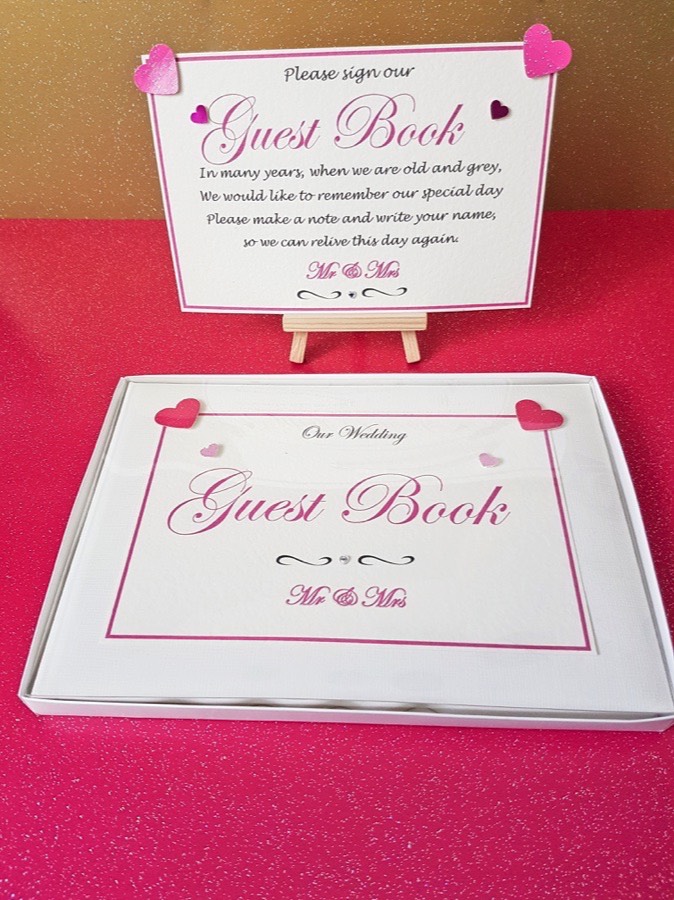 Please sign our
Guest Book
In many years, when we are old and grey,
We would like to remember our special day
Please make a note and write your name,
so we can relive this day again.
Mr & Mrs
Our Wedding
Guest Book
Mr & Mrs